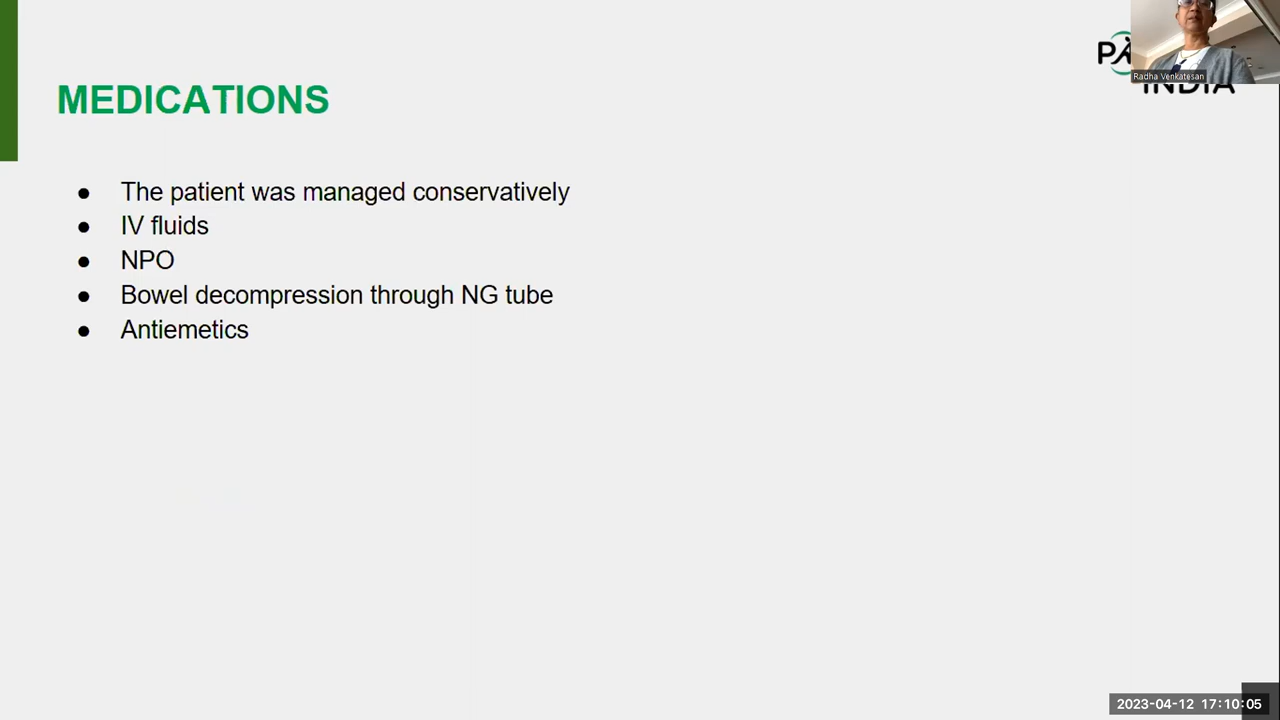 MEDICATIONS
● The patient was managed conservatively
● IV fluids
● NPO
● Bowel decompression through NG tube
● Antiemetics
INDIA
Radha Venkatesan
2023-04-12 17:10:05